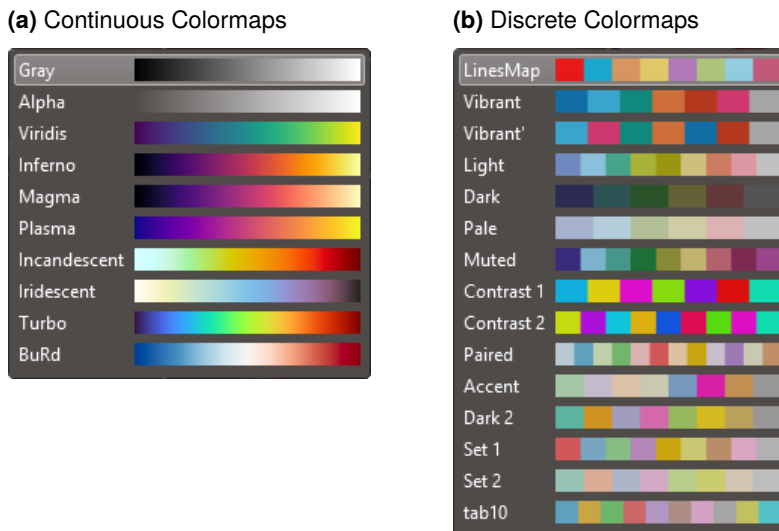 (a) Continuous Colormaps
Gray
Alpha
Viridis
Inferno
Magma
Plasma
Incandescent
Iridescent
Turbo
BuRd
(b) Discrete Colormaps
LinesMap
Vibrant
Vibrant'
Light
Dark
Pale
Muted
Contrast 1
Contrast 2
Paired
Accent
Dark 2
Set 1
Set 2
tab10